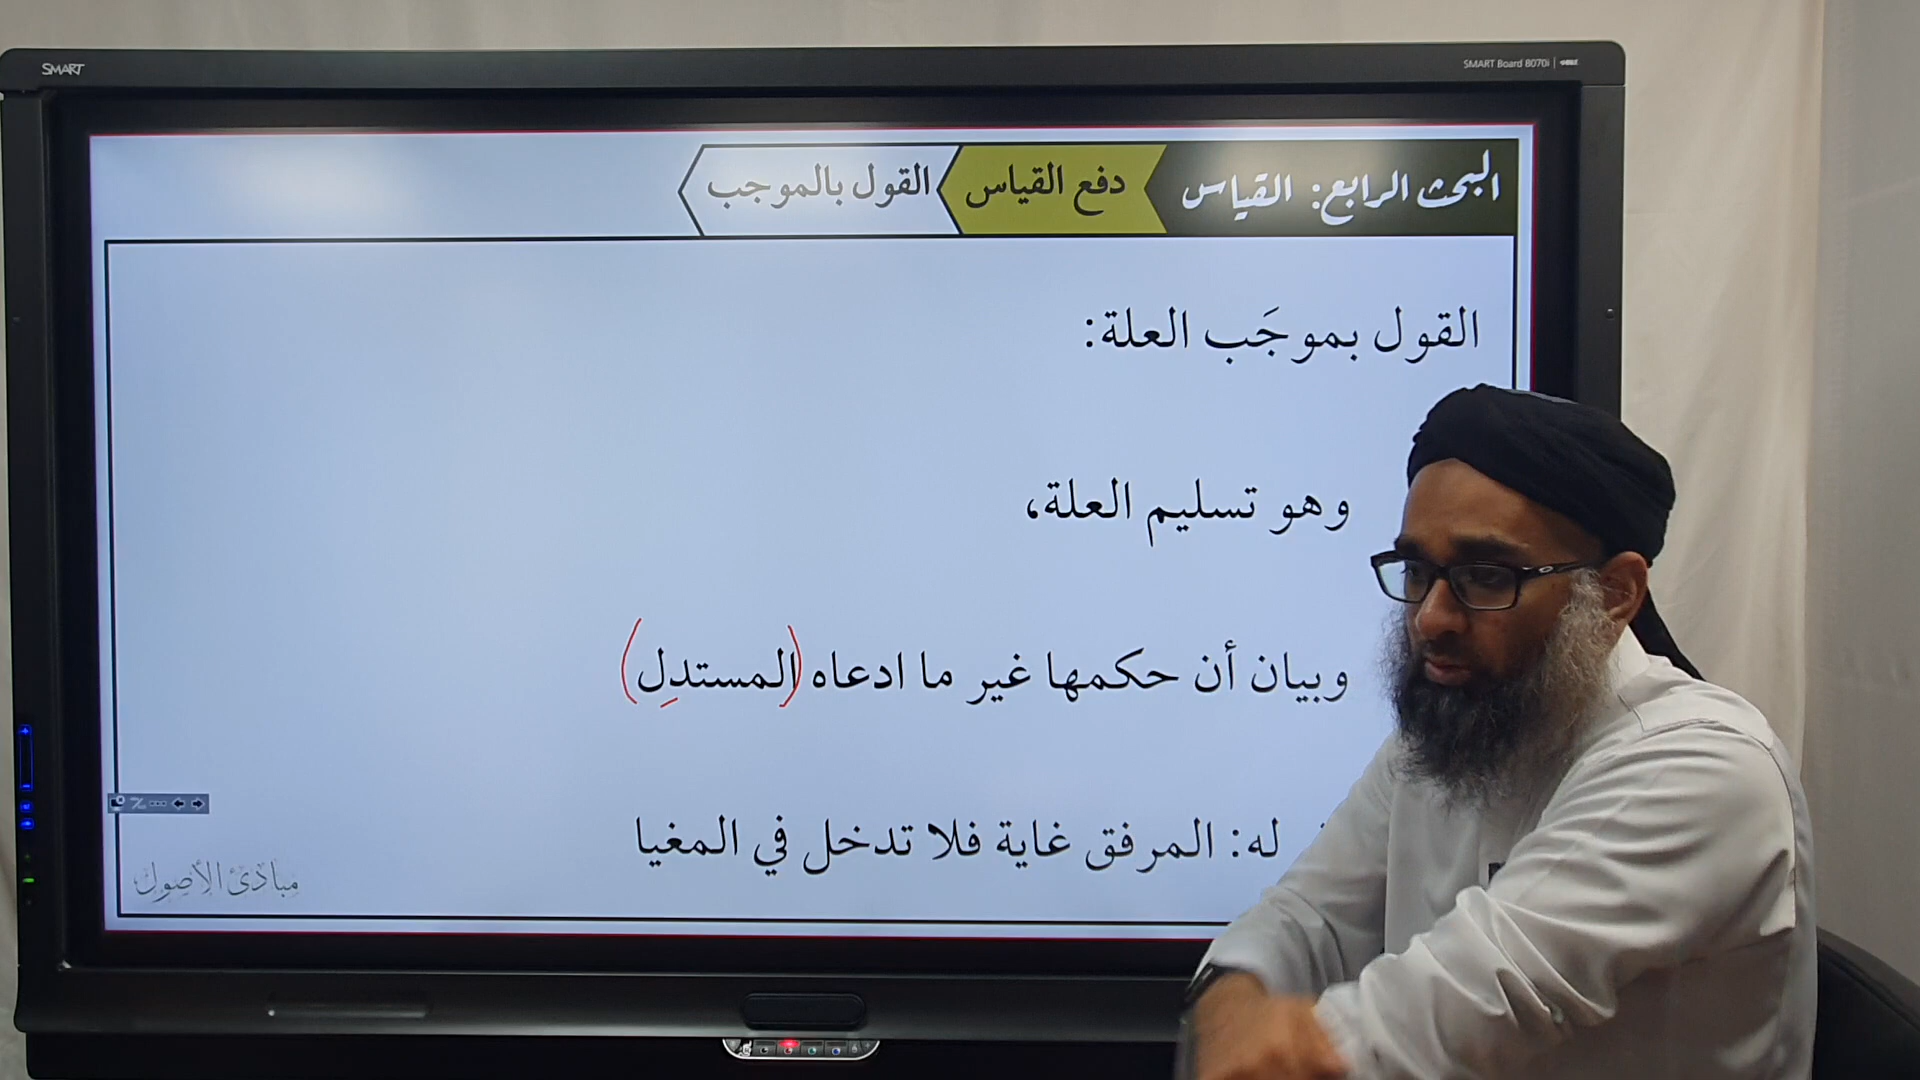 SMART
SMART Board 8070i
البحث الرابع: القياس
دفع القياس
القول بالموجب
القول بموجَب العلة:
وهو تسليم العلة،
وبيان أن حكمها غير ما ادعاه (المستدِل)
له: المرفق غاية فلا تدخل في المغيا
مبادئ الأصول